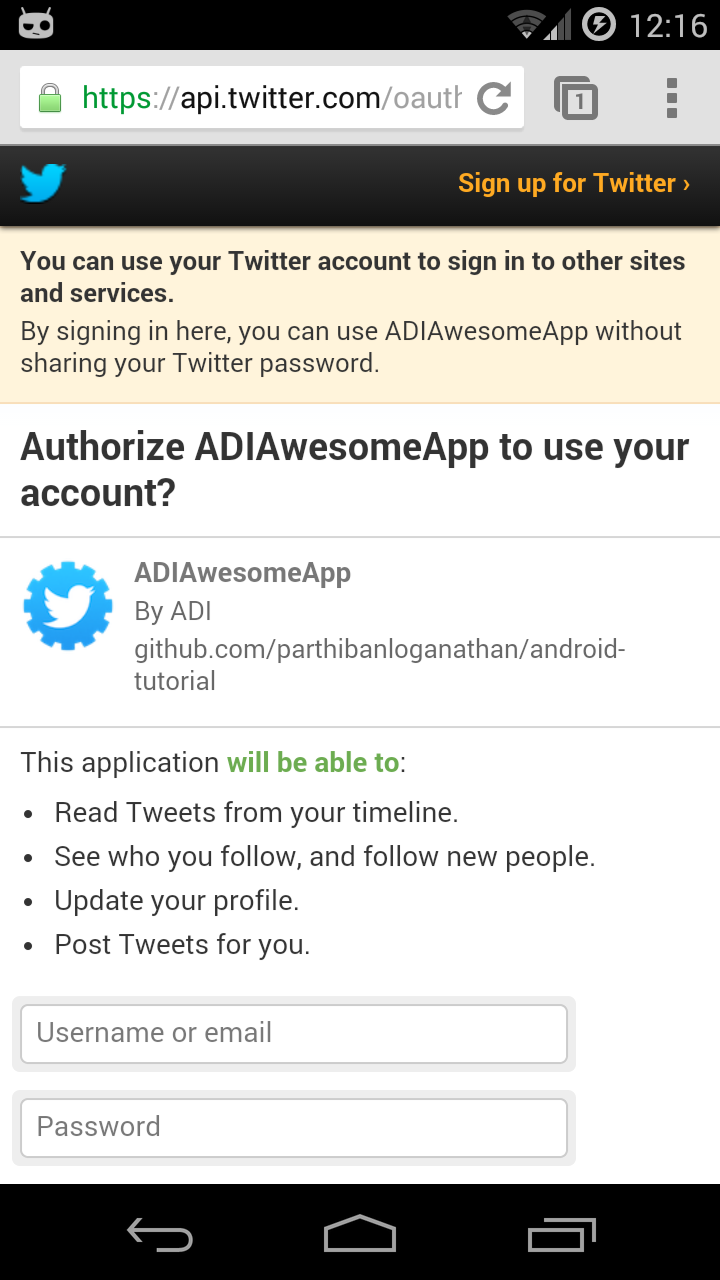 12:16
https://api.twitter.com/oauth
1
Sign up for Twitter ›
You can use your Twitter account to sign in to other sites
and services.
By signing in here, you can use ADIAwesomeApp without
sharing your Twitter password.
Authorize ADIAwesomeApp to use your
account?
ADIAwesomeApp
By ADI
github.com/parthibanloganathan/android-
tutorial
This application will be able to:
• Read Tweets from your timeline.
• See who you follow, and follow new people.
• Update your profile.
• Post Tweets for you.
Username or email
Password